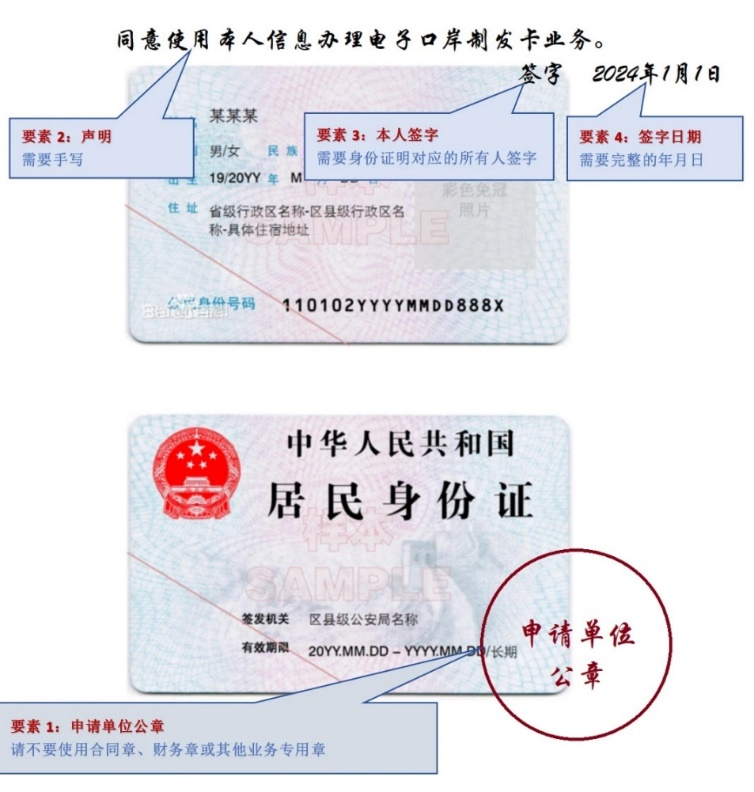 同意使用本人信息办理电子口岸制发卡业务。
签字 2024年1月1日
某某某
要素 2：声明
需要手写
要素 3：本人签字
需要身份证明对应的所有人签字
要素 4：签字日期
需要完整的年月日
男/女 民 族
19/20YY 年 M
彩色免冠
照片
住 址 省级行政区名称-区县级行政区名
称-具体住宿地址
SAMPLE
公民身份号码 110102YYYYMMDD888X
中华人民共和国
居民身份证
样本
SAMPLE
签发机关 区县级公安局名称
有效期限 20YY.MM.DD – YYYY.MM.DD/长期
申请单位
公章
要素 1：申请单位公章
请不要使用合同章、财务章或其他业务专用章